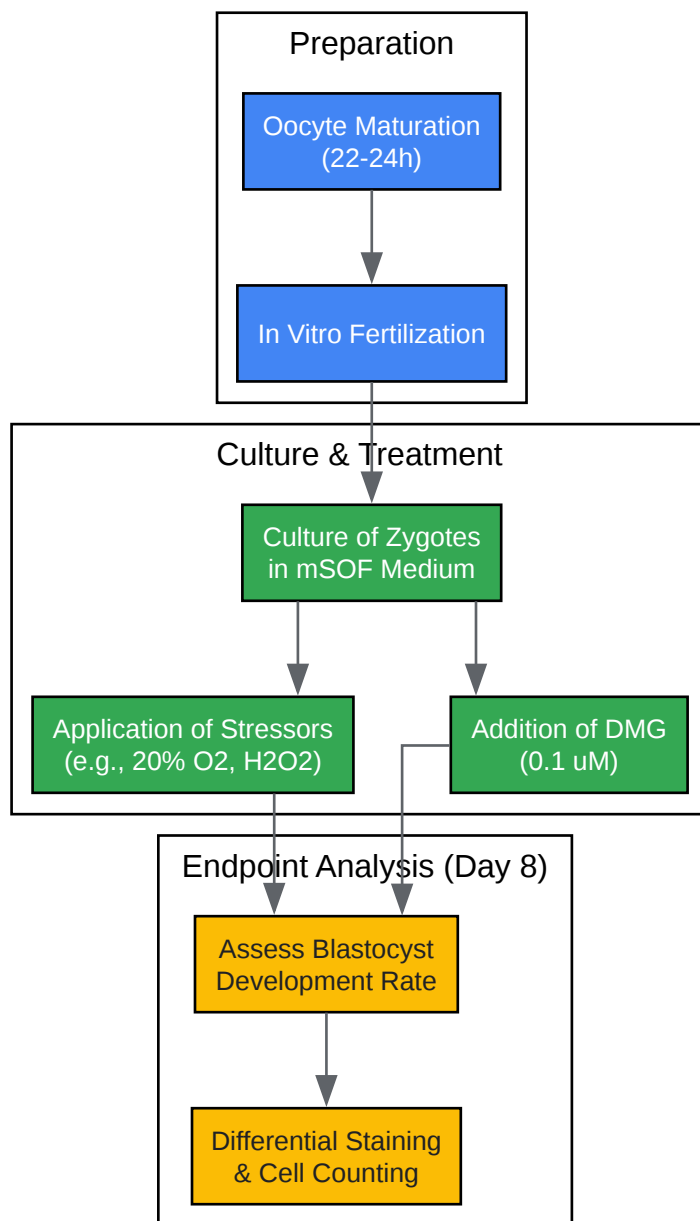 Preparation
Oocyte Maturation
(22-24h)
In Vitro Fertilization
Culture & Treatment
Culture of Zygotes
in mSOF Medium
Application of Stressors
(e.g., 20% O2, H2O2)
Addition of DMG
(0.1 uM)
Endpoint Analysis (Day 8)
Assess Blastocyst
Development Rate
Differential Staining
& Cell Counting